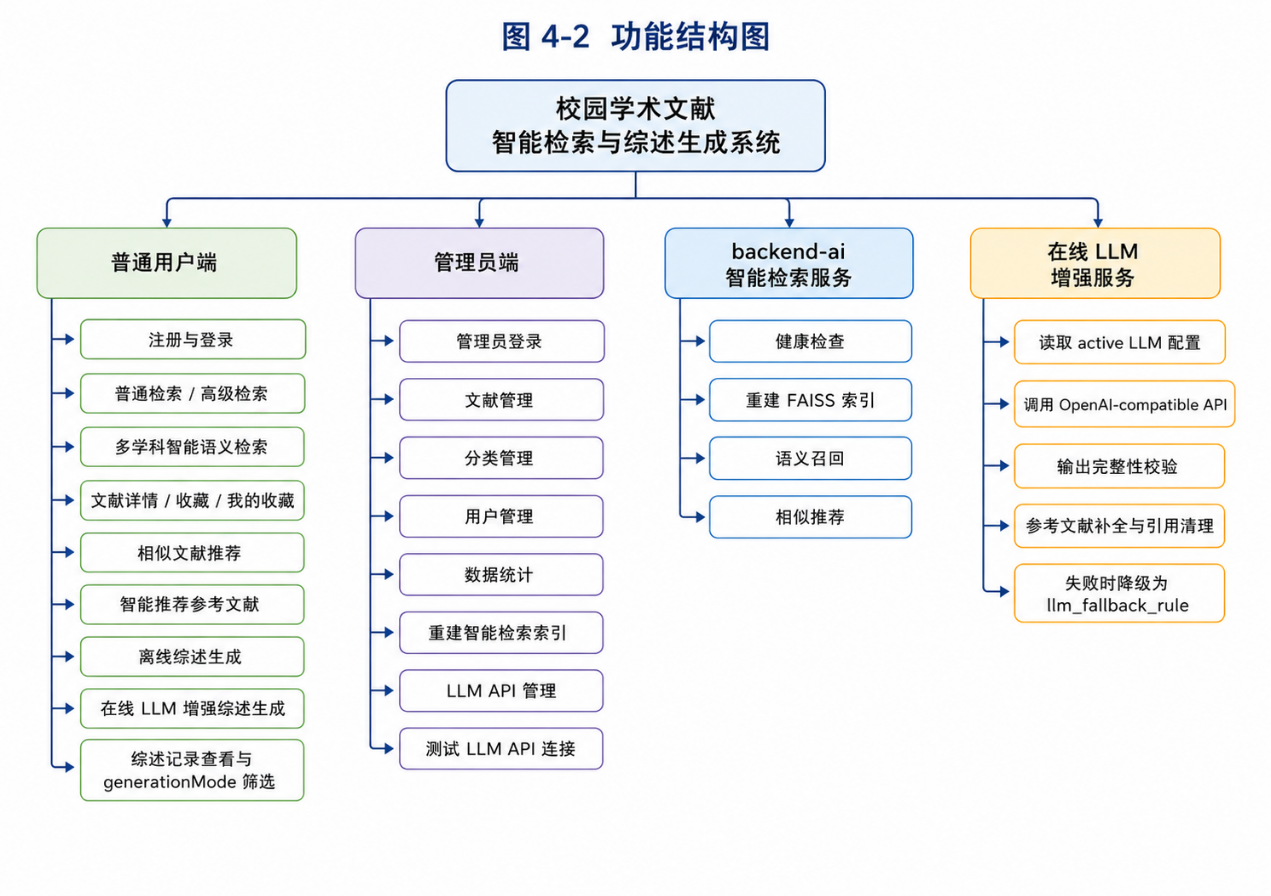 图 4-2 功能结构图
校园学术文献
智能检索与综述生成系统
普通用户端
注册与登录
普通检索 / 高级检索
多学科智能语义检索
文献详情 / 收藏 / 我的收藏
相似文献推荐
智能推荐参考文献
离线综述生成
在线 LLM 增强综述生成
综述记录查看与
generationMode 筛选
管理员端
管理员登录
文献管理
分类管理
用户管理
数据统计
重建智能检索索引
LLM API 管理
测试 LLM API 连接
backend-ai
智能检索服务
健康检查
重建 FAISS 索引
语义召回
相似推荐
在线 LLM
增强服务
读取 active LLM 配置
调用 OpenAI-compatible API
输出完整性校验
参考文献补全与引用清理
失败时降级为
llm_fallback_rule